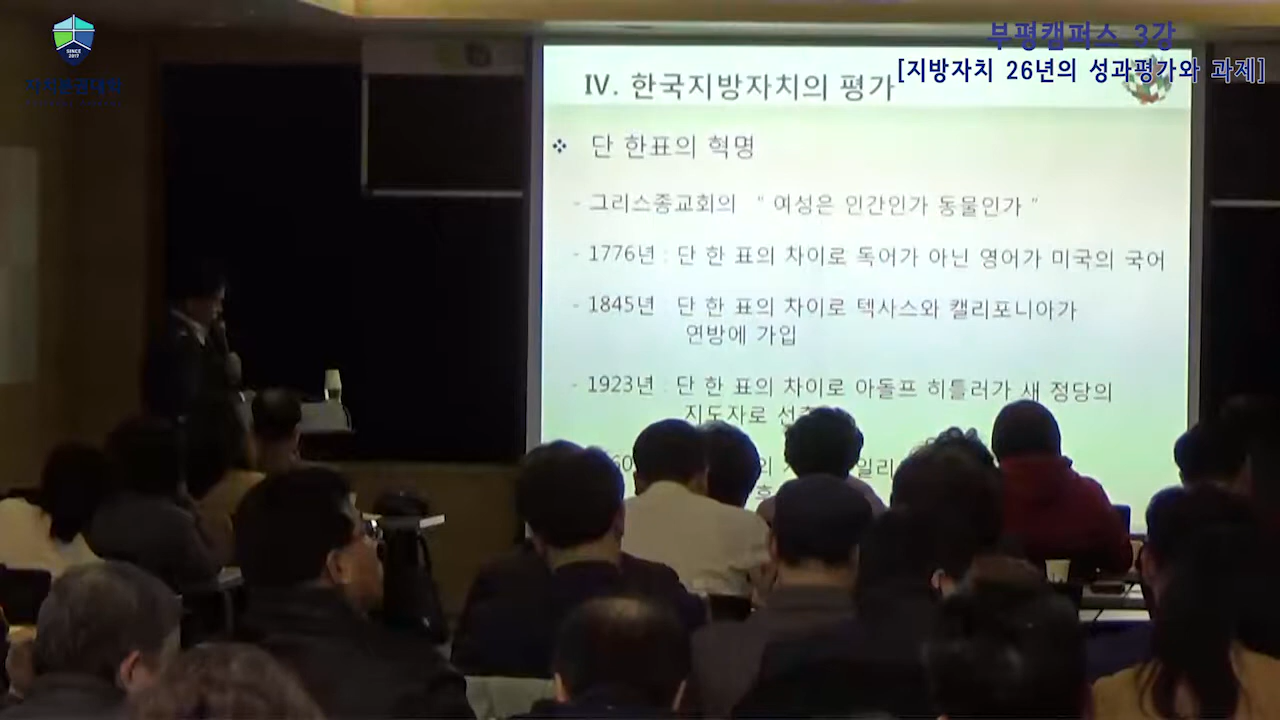 부평캠퍼스 3강
[지방자치 26년의 성과평가와 과제]
SINCE
2017
Ⅳ. 한국지방자치의 평가
❖ 단 한표의 혁명
- 그리스종교회의 " 여성은 인간인가 동물인가 "
- 1776년 : 단 한 표의 차이로 독어가 아닌 영어가 미국의 국어
- 1845년 : 단 한 표의 차이로 텍사스와 캘리포니아가
연방에 가입
- 1923년 : 단 한 표의 차이로 아돌프 히틀러가 새 정당의
지도자로